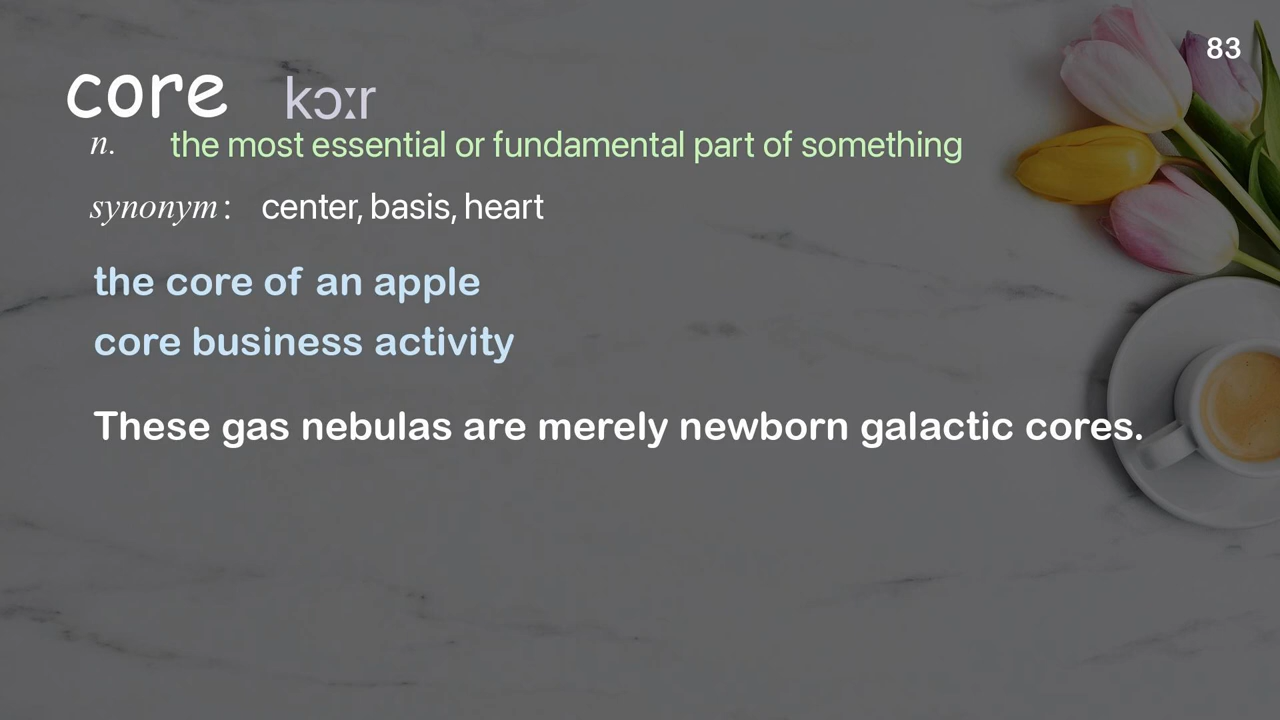 83
core kɔːr
n. the most essential or fundamental part of something
synonym: center, basis, heart
the core of an apple
core business activity
These gas nebulas are merely newborn galactic cores.